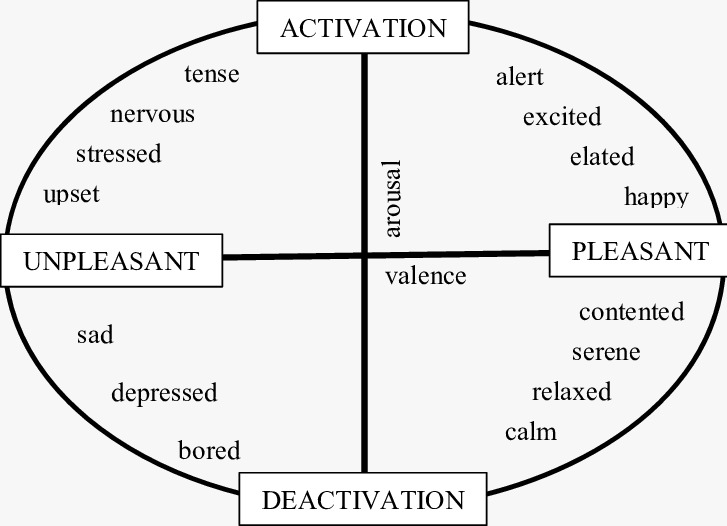 ACTIVATION
tense
alert
nervous
excited
stressed
elated
upset
happy
arousal
UNPLEASANT
PLEASANT
valence
contented
sad
serene
depressed
relaxed
calm
bored
DEACTIVATION